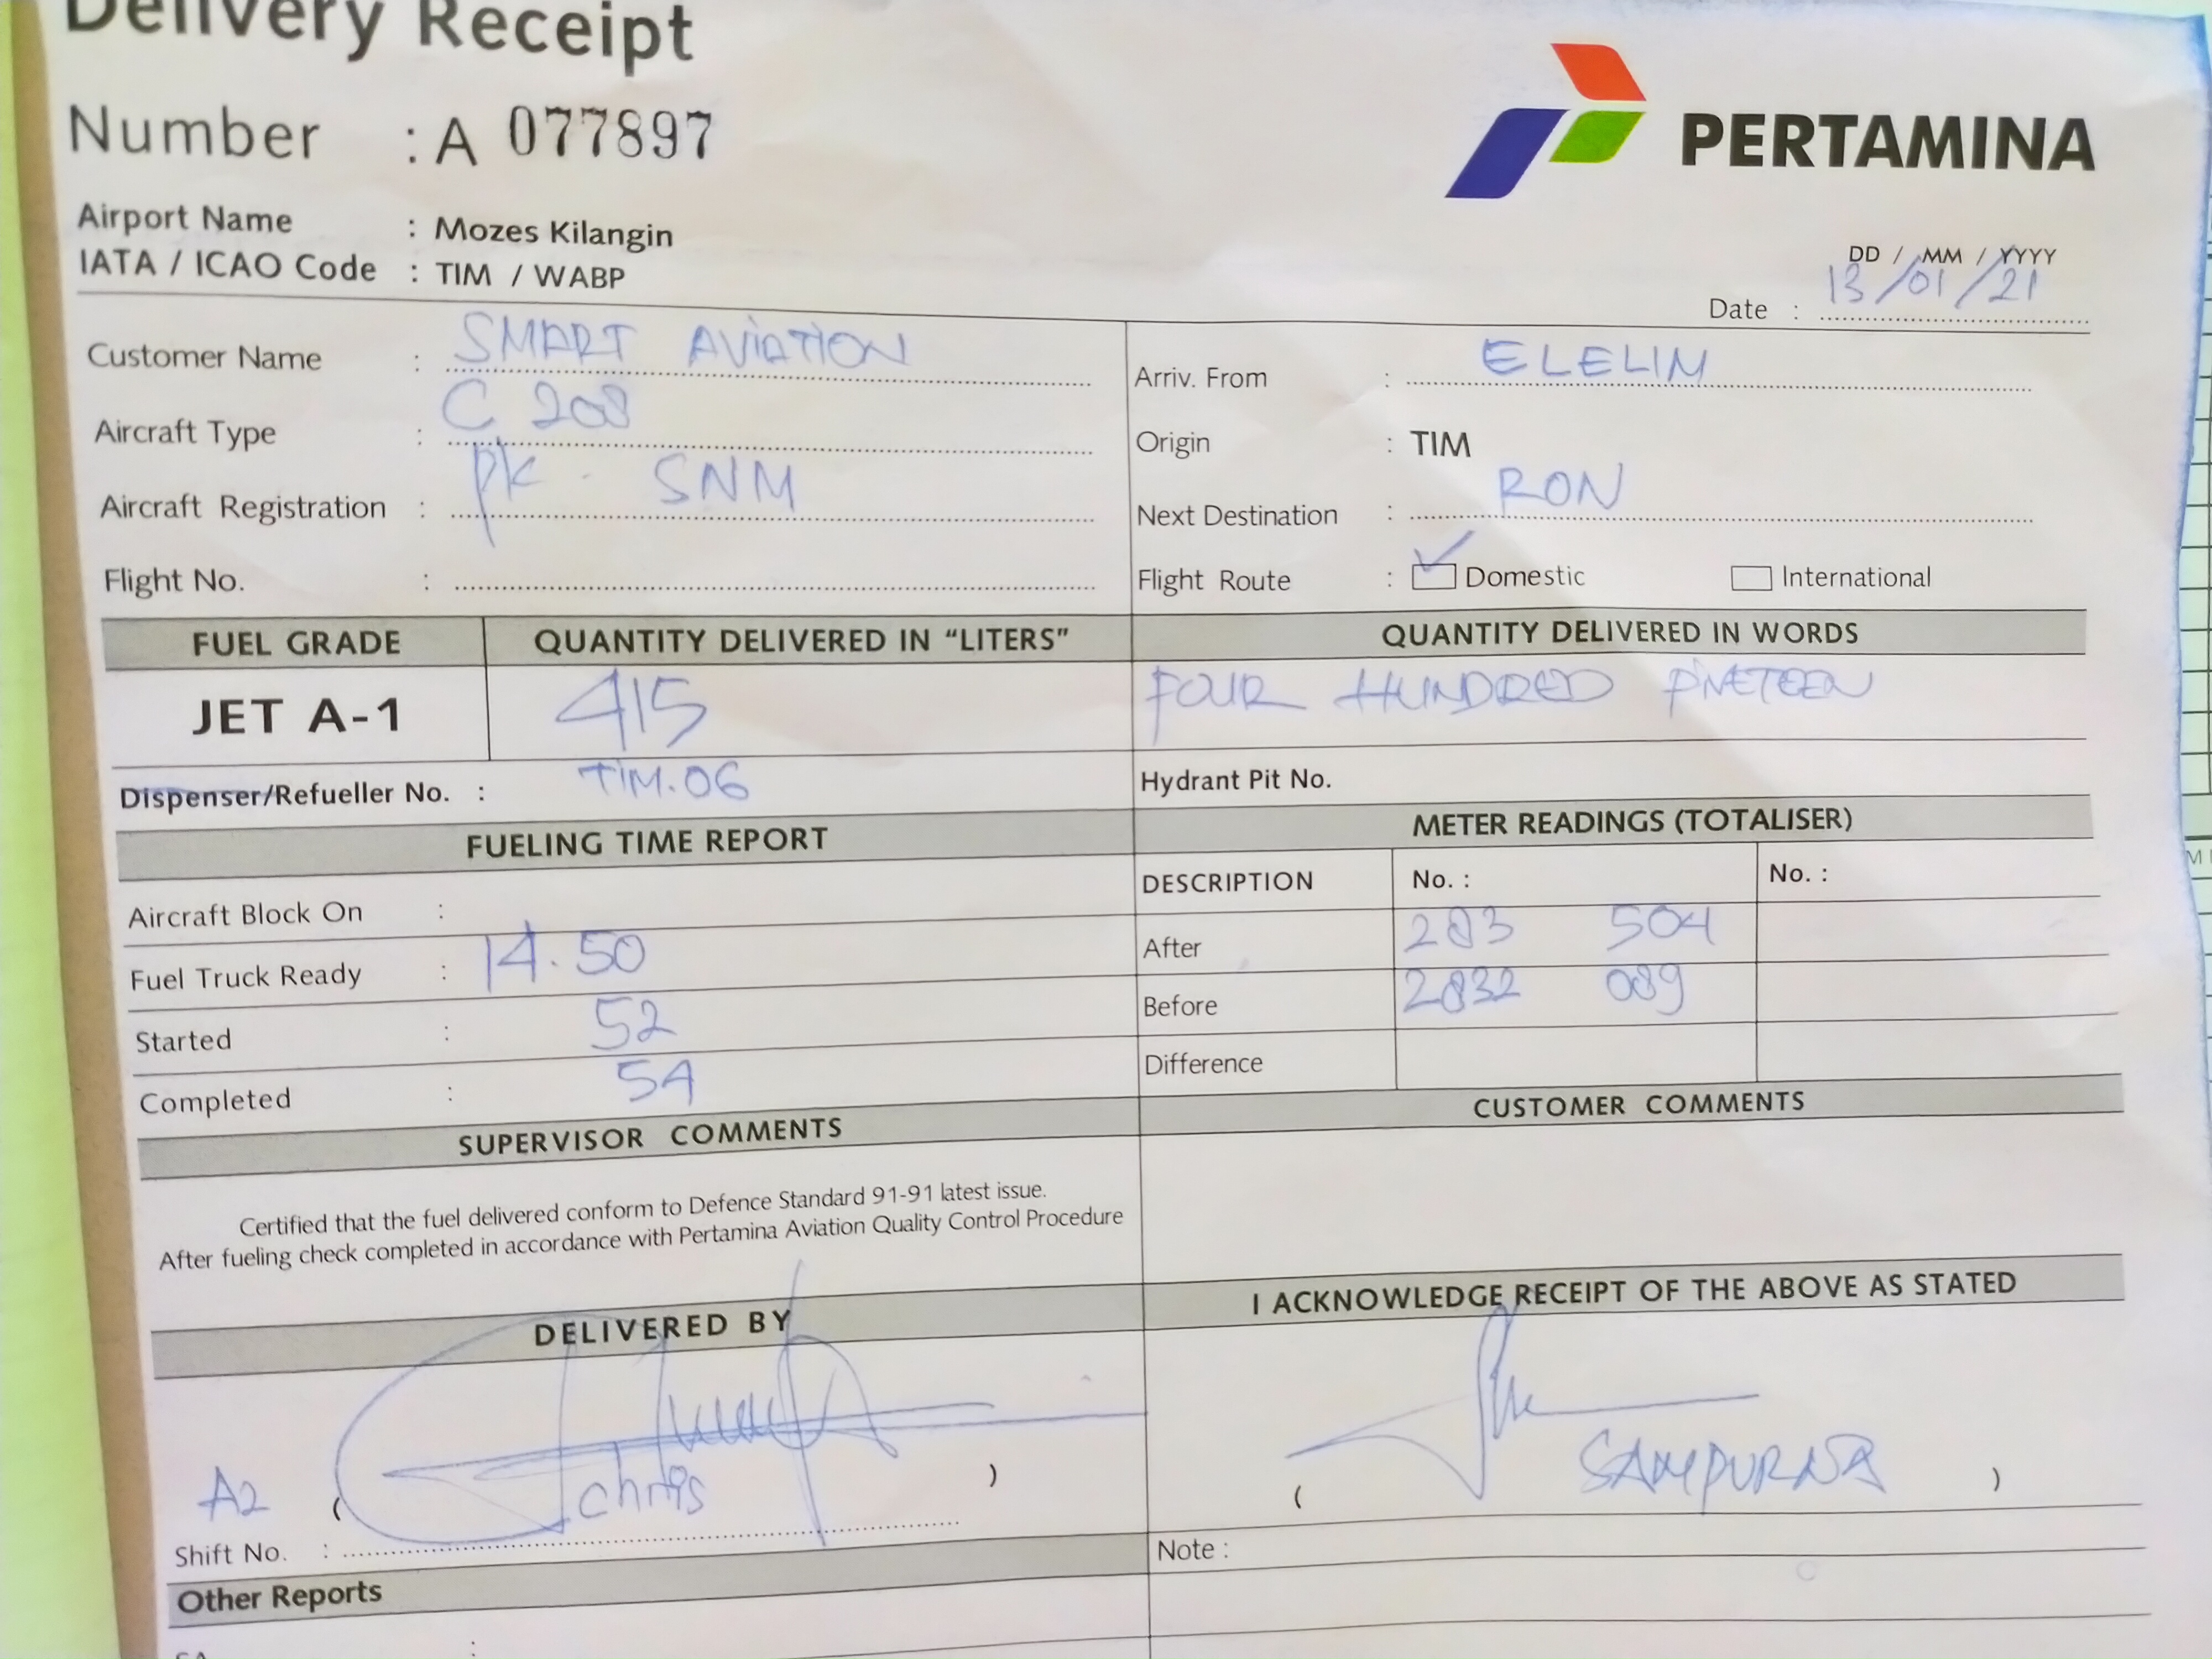 Delivery Receipt
Number : A 077897
PERTAMINA
Airport Name : Mozes Kilangin
IATA / ICAO Code : TIM / WABP
DD / MM / YYYY
Date : 13/01/21
Customer Name : SMART AVIATION
Aircraft Type : C 208
Aircraft Registration : PK - SNM
Flight No. :
Arriv. From : ELELIM
Origin : TIM
Next Destination : RON
Flight Route : Domestic International
FUEL GRADE QUANTITY DELIVERED IN "LITERS" QUANTITY DELIVERED IN WORDS
JET A-1 415 FOUR HUNDRED
Dispenser/Refueller No. : TIM.06 Hydrant Pit No.
FUELING TIME REPORT
Aircraft Block On :
Fuel Truck Ready : 14.50
Started : 52
Completed : 54
METER READINGS (TOTALISER)
DESCRIPTION No. : No. :
After 283 504
Before 2832 089
Difference
SUPERVISOR COMMENTS
Certified that the fuel delivered conform to Defence Standard 91-91 latest issue.
After fueling check completed in accordance with Pertamina Aviation Quality Control Procedure
CUSTOMER COMMENTS
DELIVERED BY
A2 ( chris )
Shift No. :
I ACKNOWLEDGE RECEIPT OF THE ABOVE AS STATED
( SAMPURNA )
Note :
Other Reports